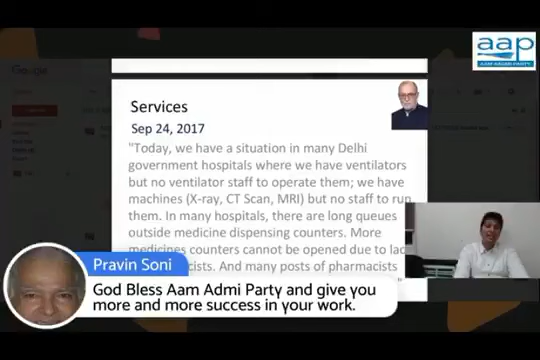 aap
AAM AADMI PARTY
Google
Services
Sep 24, 2017
"Today, we have a situation in many Delhi
government hospitals where we have ventilators
but no ventilator staff to operate them; we have
machines (X-ray, CT Scan, MRI) but no staff to run
them. In many hospitals, there are long queues
outside medicine dispensing counters. More
medicines counters cannot be opened due to
And many posts of pharmacists
Pravin Soni
God Bless Aam Admi Party and give you
more and more success in your work.